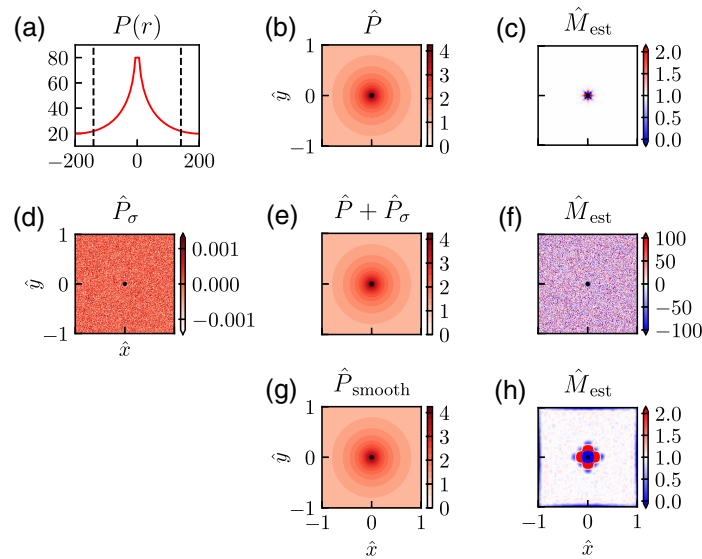 (a) P(r)
80
60
40
20
−200 0 200
(b) P̂
1
0
−1
ŷ
4
3
2
1
0
(c) M̂est
2.0
1.5
1.0
0.5
0.0
(d) P̂σ
1
0
−1
ŷ
x̂
0.001
0.000
−0.001
(e) P̂ + P̂σ
4
3
2
1
0
(f) M̂est
100
50
0
−50
−100
(g) P̂smooth
1
0
−1
ŷ
−1 0 1
x̂
4
3
2
1
0
(h) M̂est
−1 0 1
x̂
2.0
1.5
1.0
0.5
0.0